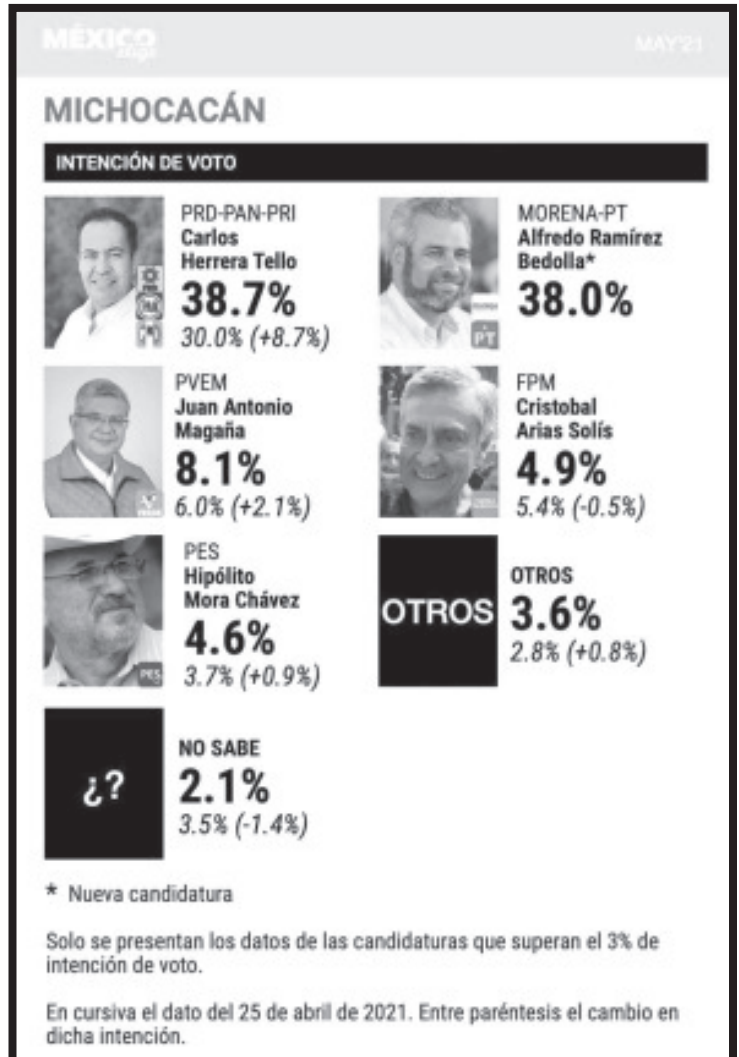 MÉXICO
elige
MAY'21
MICHOCACÁN
INTENCIÓN DE VOTO
PRD-PAN-PRI
Carlos
Herrera Tello
38.7%
30.0% (+8.7%)
MORENA-PT
Alfredo Ramírez
Bedolla*
38.0%
PT
PVEM
Juan Antonio
Magaña
8.1%
6.0% (+2.1%)
FPM
Cristobal
Arias Solís
4.9%
5.4% (-0.5%)
PES
Hipólito
Mora Chávez
4.6%
3.7% (+0.9%)
PES
OTROS
OTROS
3.6%
2.8% (+0.8%)
¿?
NO SABE
2.1%
3.5% (-1.4%)
* Nueva candidatura
Solo se presentan los datos de las candidaturas que superan el 3% de
intención de voto.
En cursiva el dato del 25 de abril de 2021. Entre paréntesis el cambio en
dicha intención.